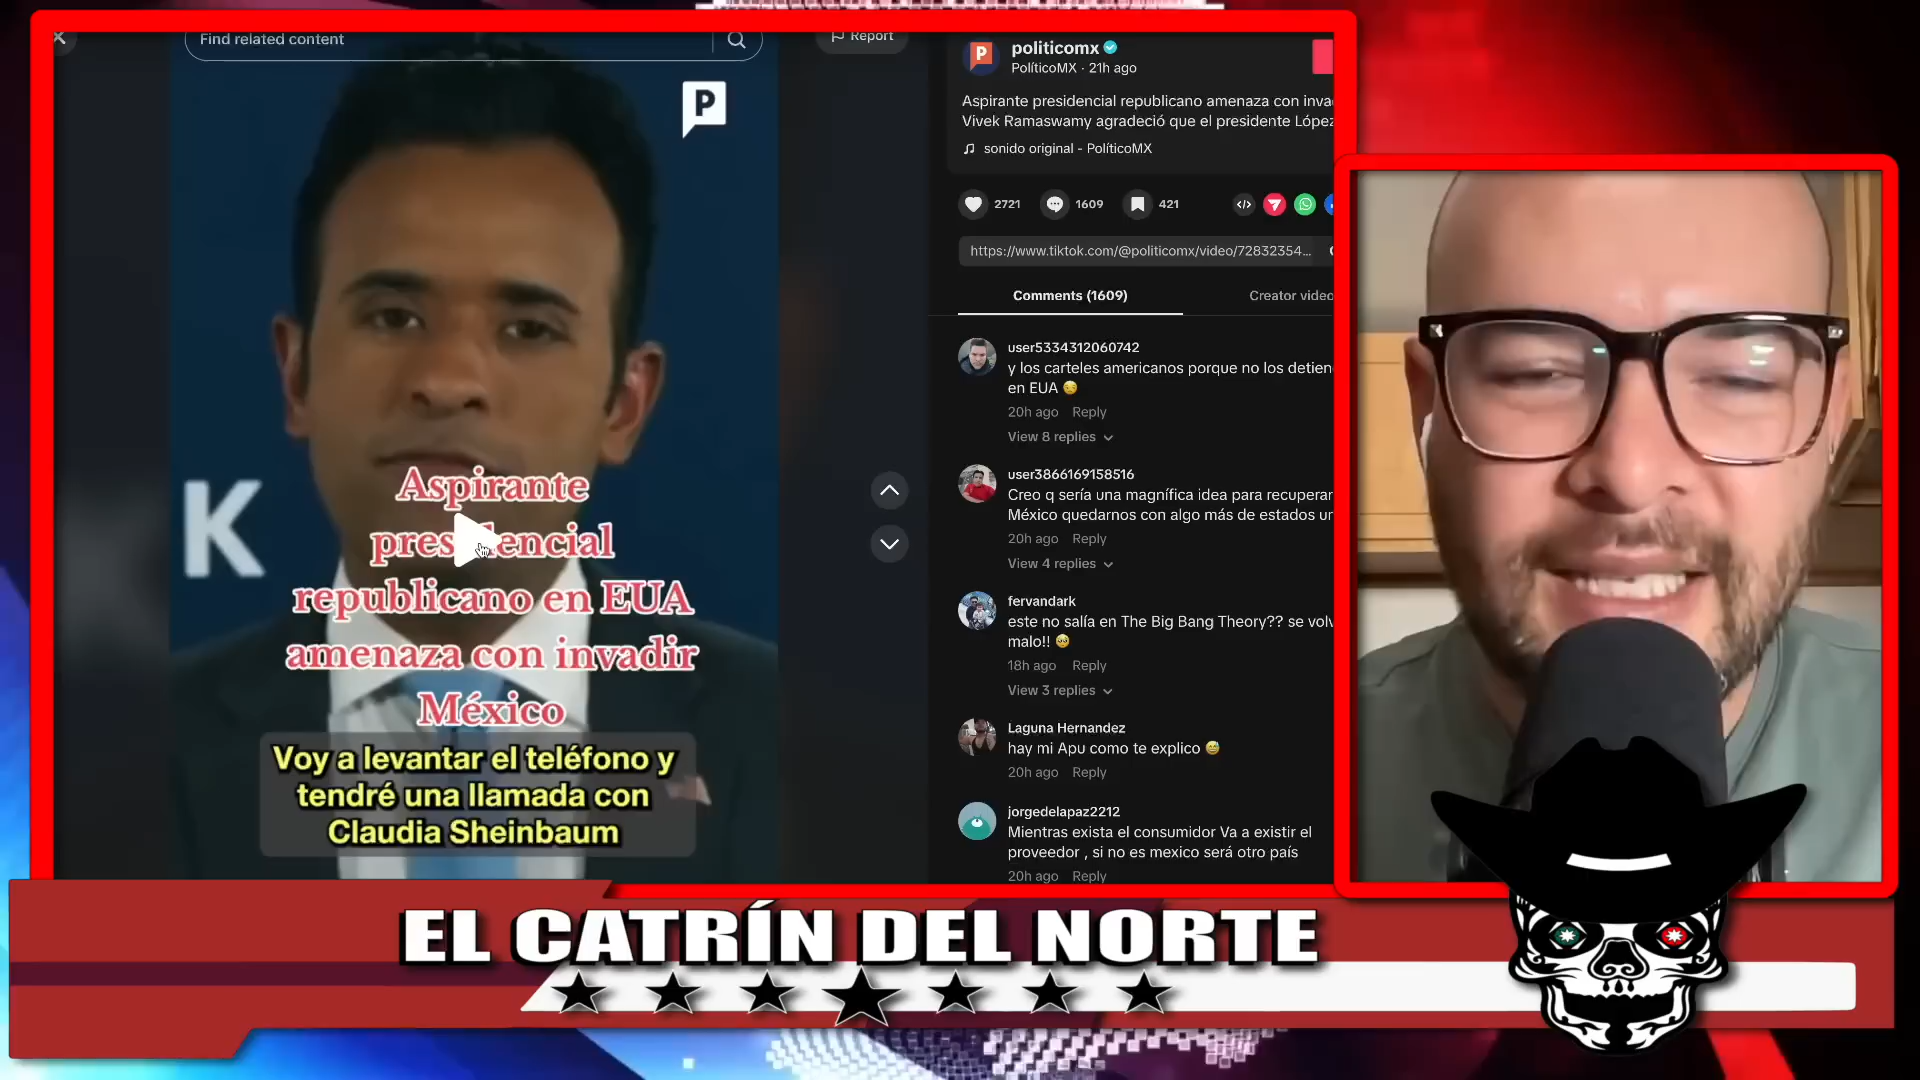 Find related content
Report
P
K
Aspirante
presidencial
republicano en EUA
amenaza con invadir
México
Voy a levantar el teléfono y
tendré una llamada con
Claudia Sheinbaum
P
politicomx
PolíticoMX · 21h ago
Aspirante presidencial republicano amenaza con inva
Vivek Ramaswamy agradeció que el presidente López
sonido original - PolíticoMX
2721
1609
421
</>
https://www.tiktok.com/@politicomx/video/72832354...
Comments (1609)
Creator video
user5334312060742
y los carteles americanos porque no los detien
en EUA 😏
20h ago Reply
View 8 replies
user3866169158516
Creo q sería una magnífica idea para recuperar
México quedarnos con algo más de estados un
20h ago Reply
View 4 replies
fervandark
este no salía en The Big Bang Theory?? se volv
malo!! 🥹
18h ago Reply
View 3 replies
Laguna Hernandez
hay mi Apu como te explico 😅
20h ago Reply
jorgedelapaz2212
Mientras exista el consumidor Va a existir el
proveedor , si no es mexico será otro país
20h ago Reply
EL CATRÍN DEL NORTE